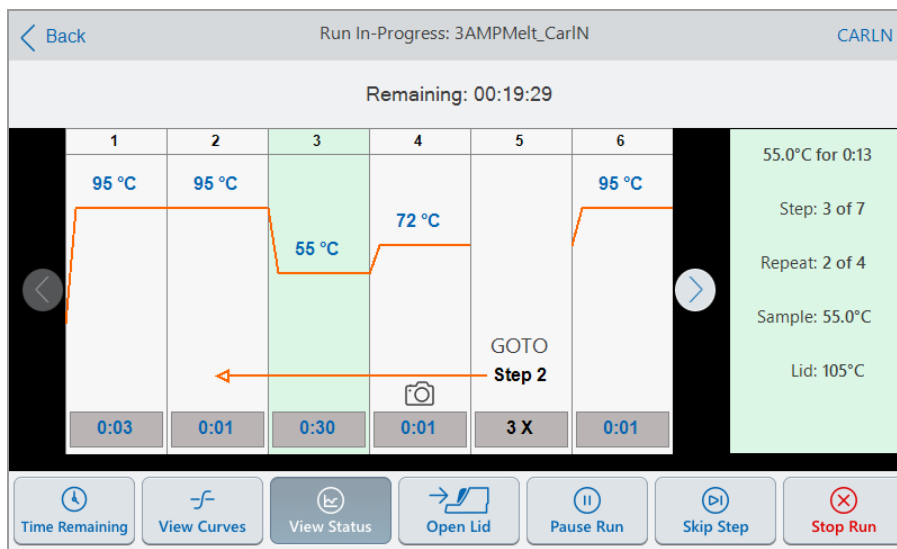 Back
Run In-Progress: 3AMPMelt_CarlN
CARLN
Remaining: 00:19:29
1 2 3 4 5 6
95 °C 95 °C 55 °C 72 °C 95 °C
GOTO
Step 2
0:03 0:01 0:30 0:01 3 X 0:01
55.0°C for 0:13
Step: 3 of 7
Repeat: 2 of 4
Sample: 55.0°C
Lid: 105°C
Time Remaining
View Curves
View Status
Open Lid
Pause Run
Skip Step
Stop Run